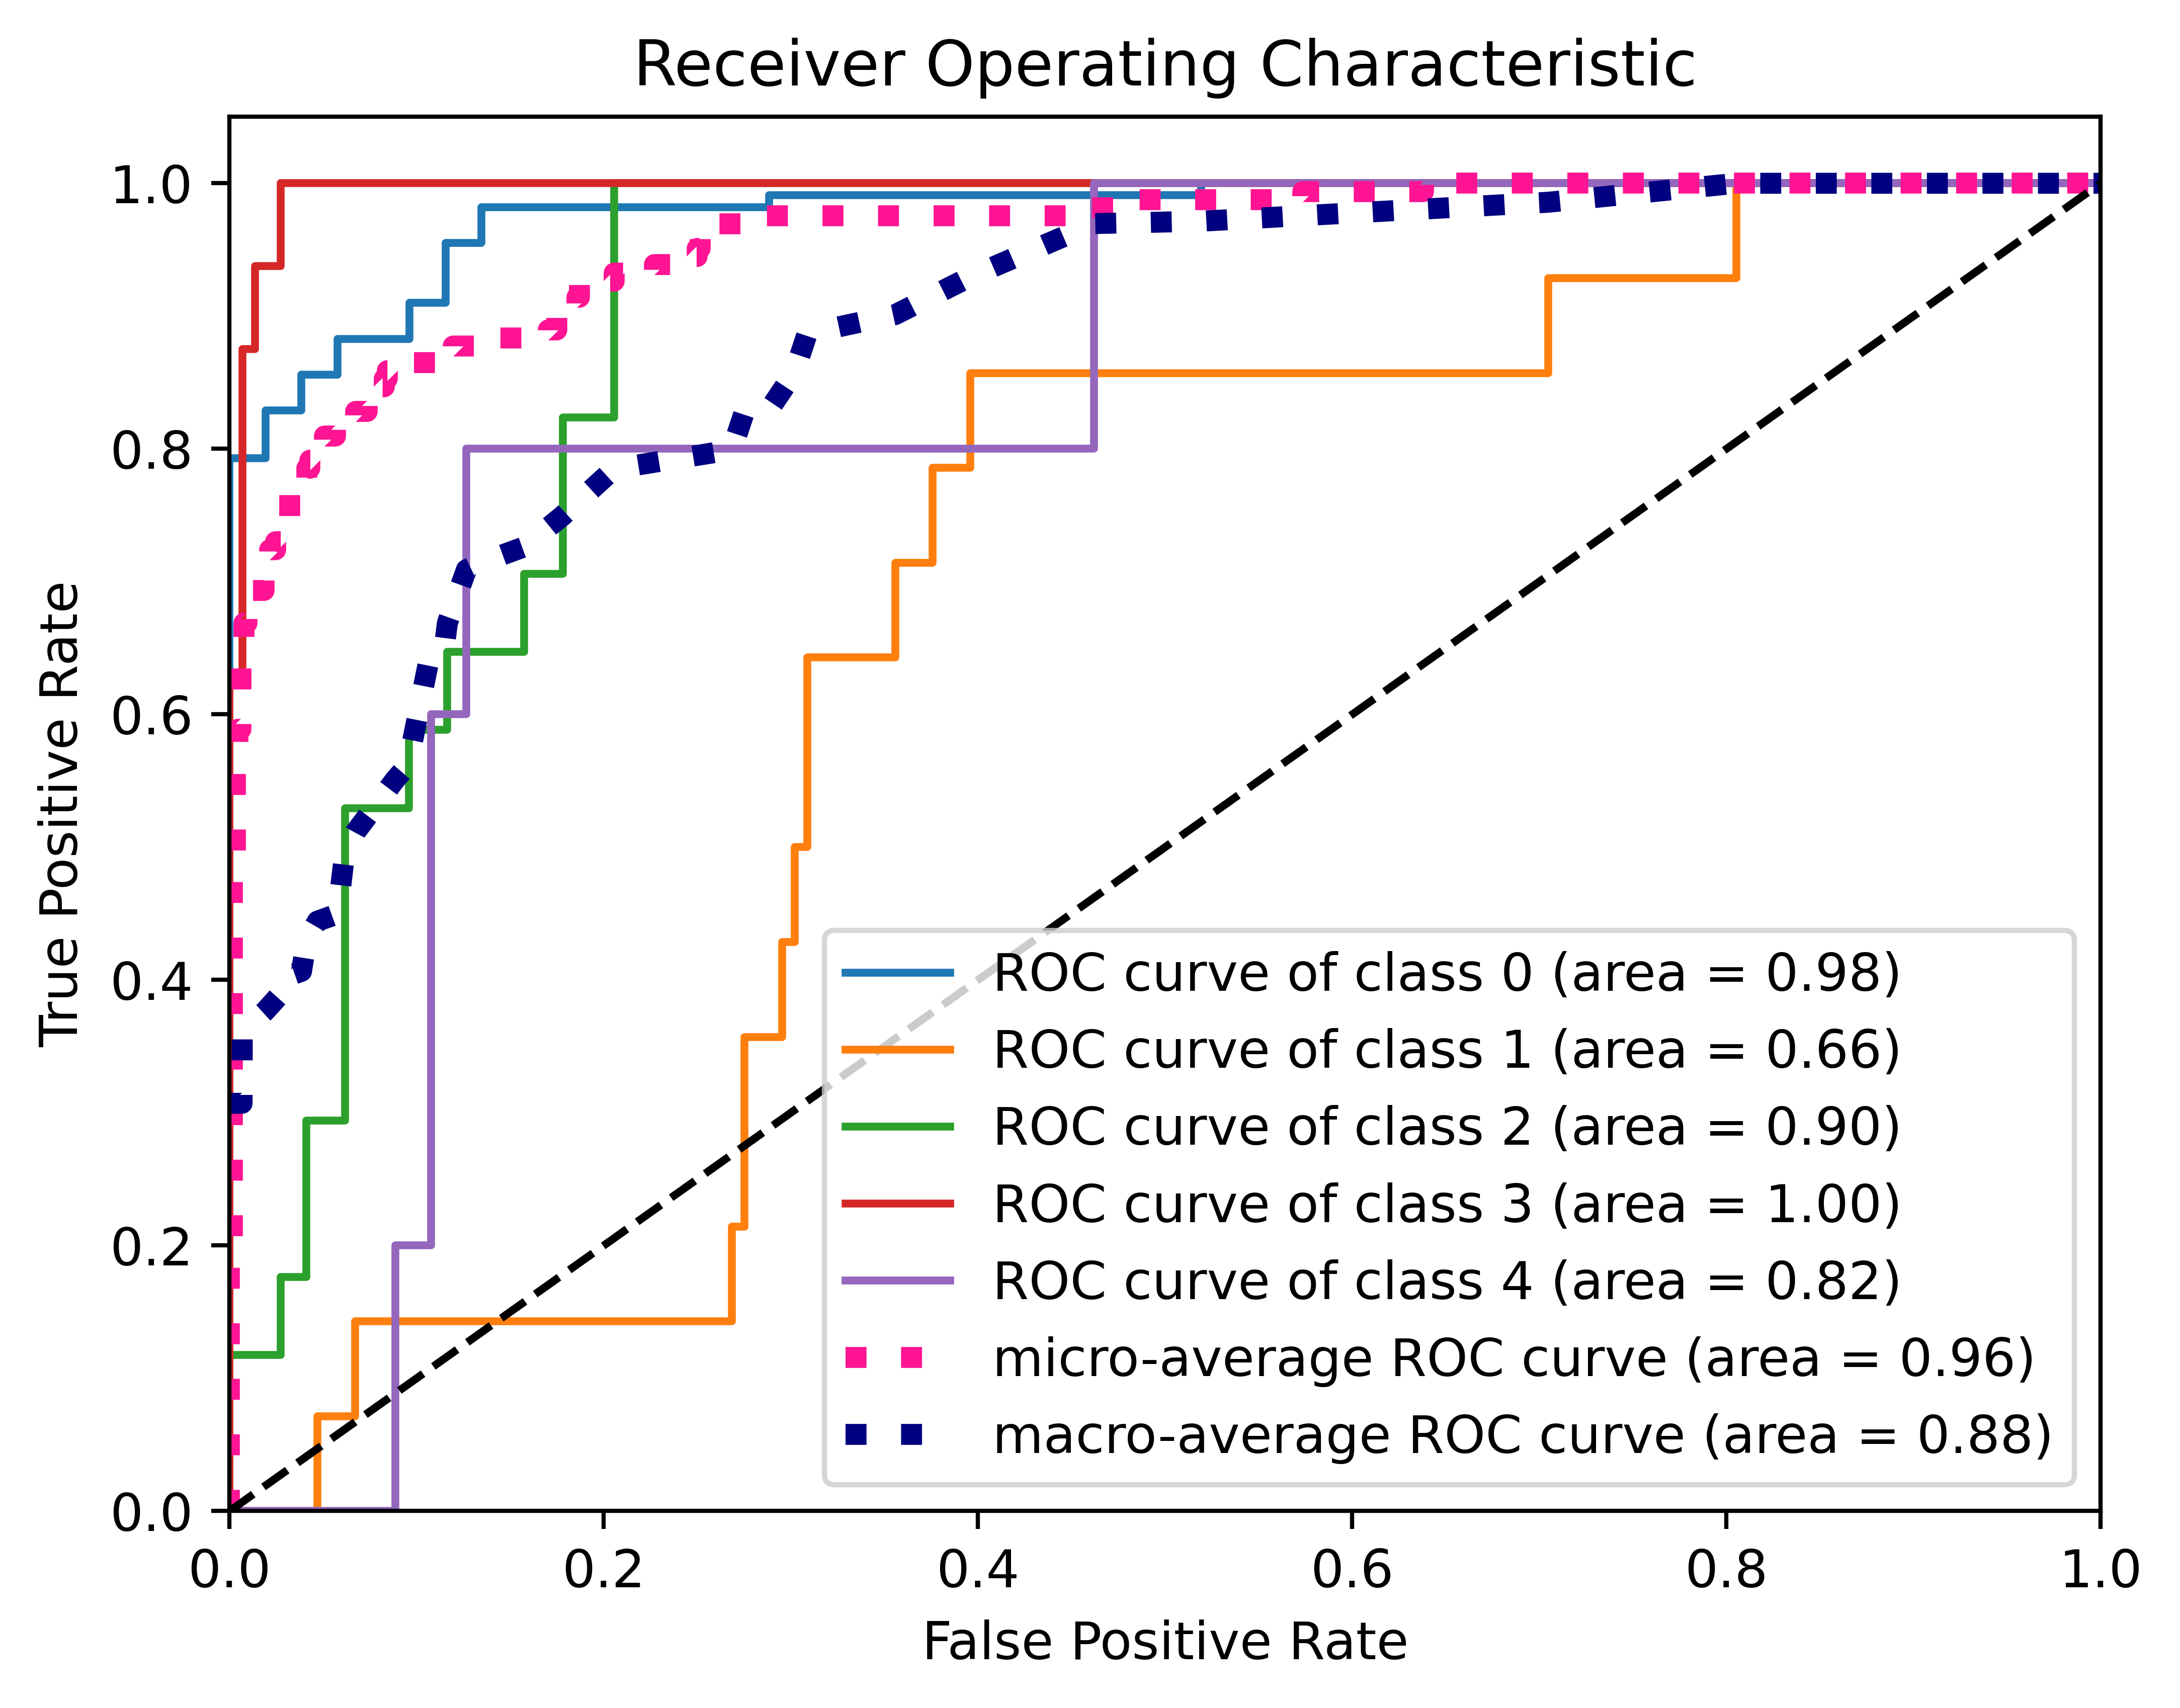 Receiver Operating Characteristic
True Positive Rate
1.0
0.8
0.6
0.4
0.2
0.0
ROC curve of class 0 (area = 0.98)
ROC curve of class 1 (area = 0.66)
ROC curve of class 2 (area = 0.90)
ROC curve of class 3 (area = 1.00)
ROC curve of class 4 (area = 0.82)
micro-average ROC curve (area = 0.96)
macro-average ROC curve (area = 0.88)
0.0 0.2 0.4 0.6 0.8 1.0
False Positive Rate